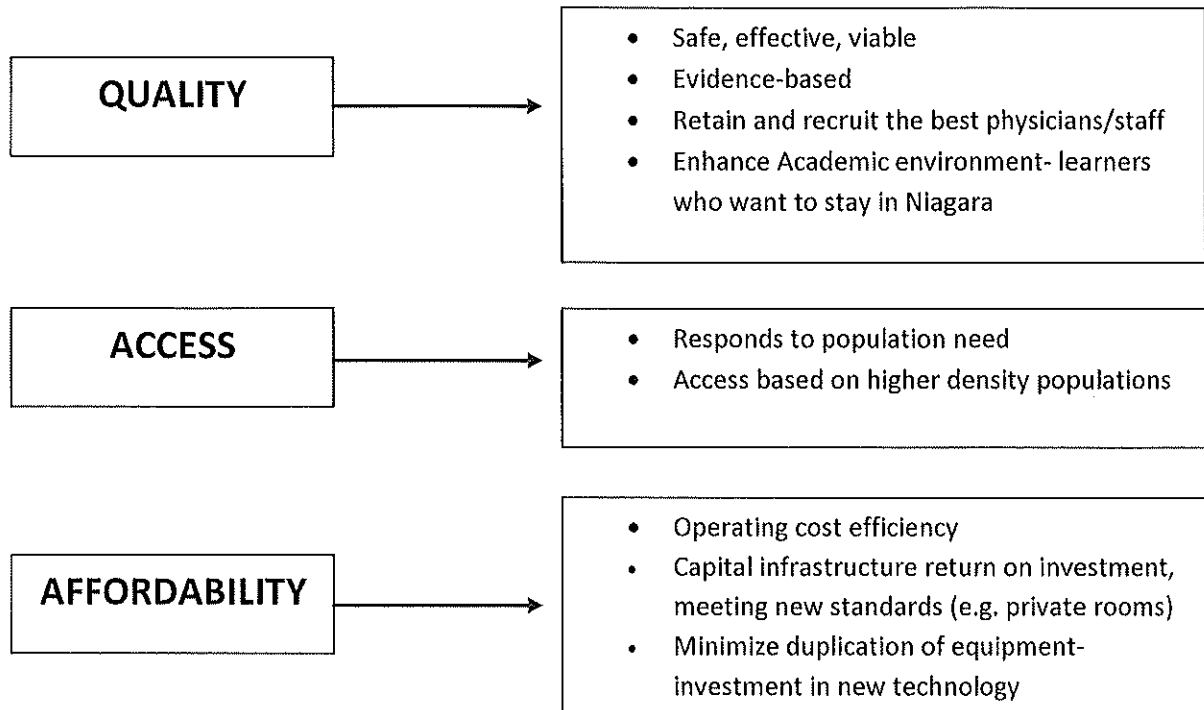 QUALITY
• Safe, effective, viable
• Evidence-based
• Retain and recruit the best physicians/staff
• Enhance Academic environment- learners
who want to stay in Niagara
ACCESS
• Responds to population need
• Access based on higher density populations
AFFORDABILITY
• Operating cost efficiency
• Capital infrastructure return on investment,
meeting new standards (e.g. private rooms)
• Minimize duplication of equipment-
investment in new technology